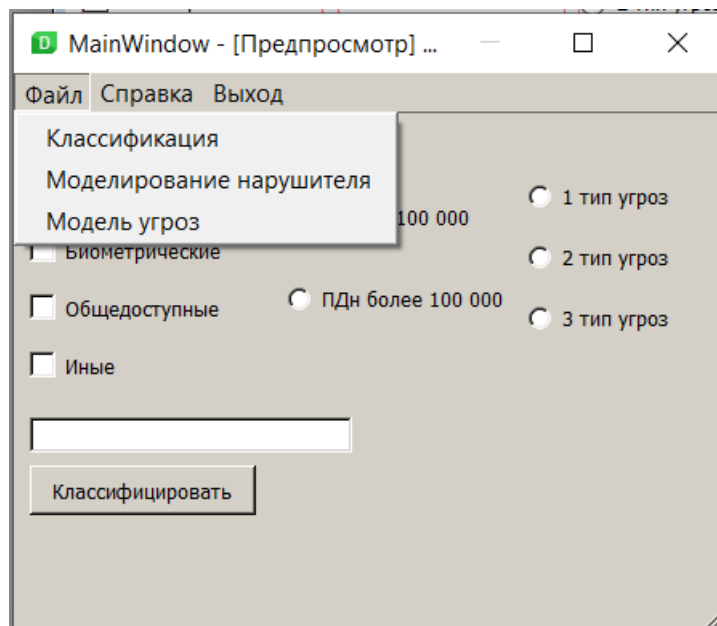 MainWindow - [Предпросмотр] ...
Файл Справка Выход
Классификация
Моделирование нарушителя
Модель угроз
100 000
Биометрические
Общедоступные
Иные
ПДн более 100 000
1 тип угроз
2 тип угроз
3 тип угроз
Классифицировать